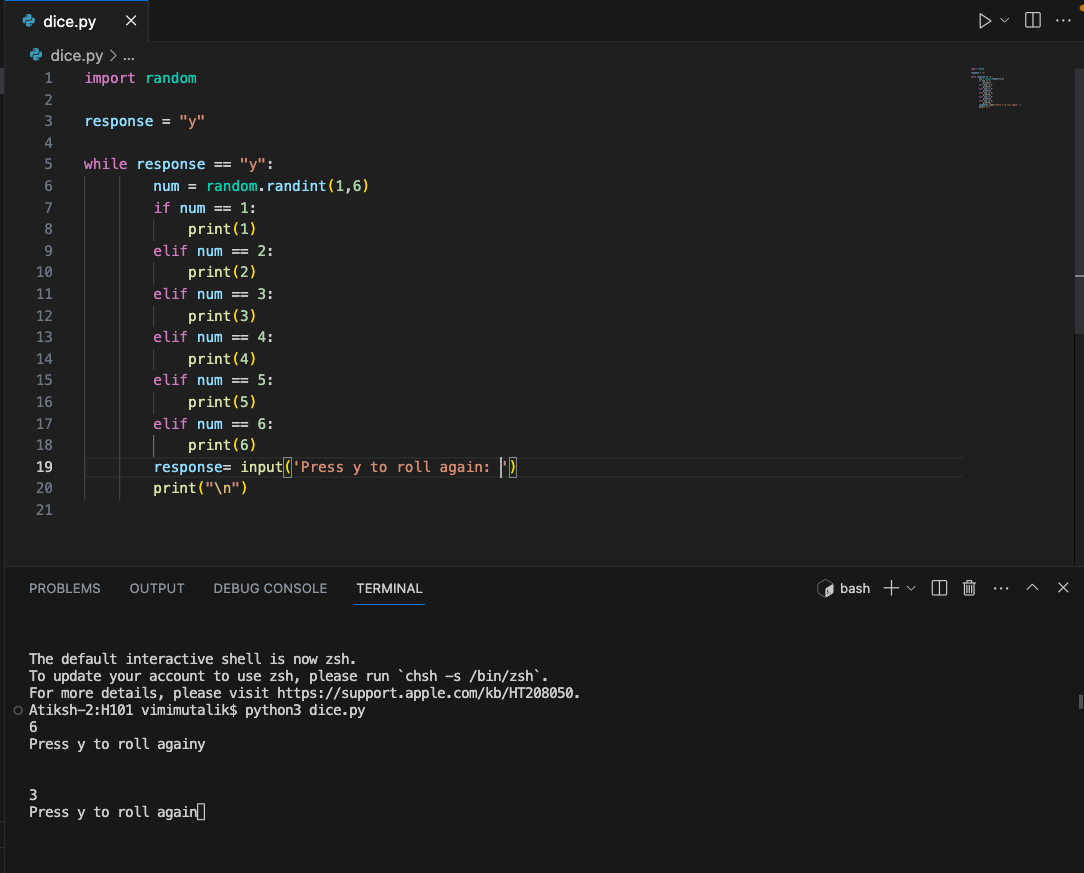 dice.py
dice.py > ...
1 import random
2
3 response = "y"
4
5 while response == "y":
6 num = random.randint(1,6)
7 if num == 1:
8 print(1)
9 elif num == 2:
10 print(2)
11 elif num == 3:
12 print(3)
13 elif num == 4:
14 print(4)
15 elif num == 5:
16 print(5)
17 elif num == 6:
18 print(6)
19 response= input('Press y to roll again: ')
20 print("\n")
21
PROBLEMS OUTPUT DEBUG CONSOLE TERMINAL bash
The default interactive shell is now zsh.
To update your account to use zsh, please run `chsh -s /bin/zsh`.
For more details, please visit https://support.apple.com/kb/HT208050.
Atiksh-2:H101 vimimutalik$ python3 dice.py
6
Press y to roll againy
3
Press y to roll again